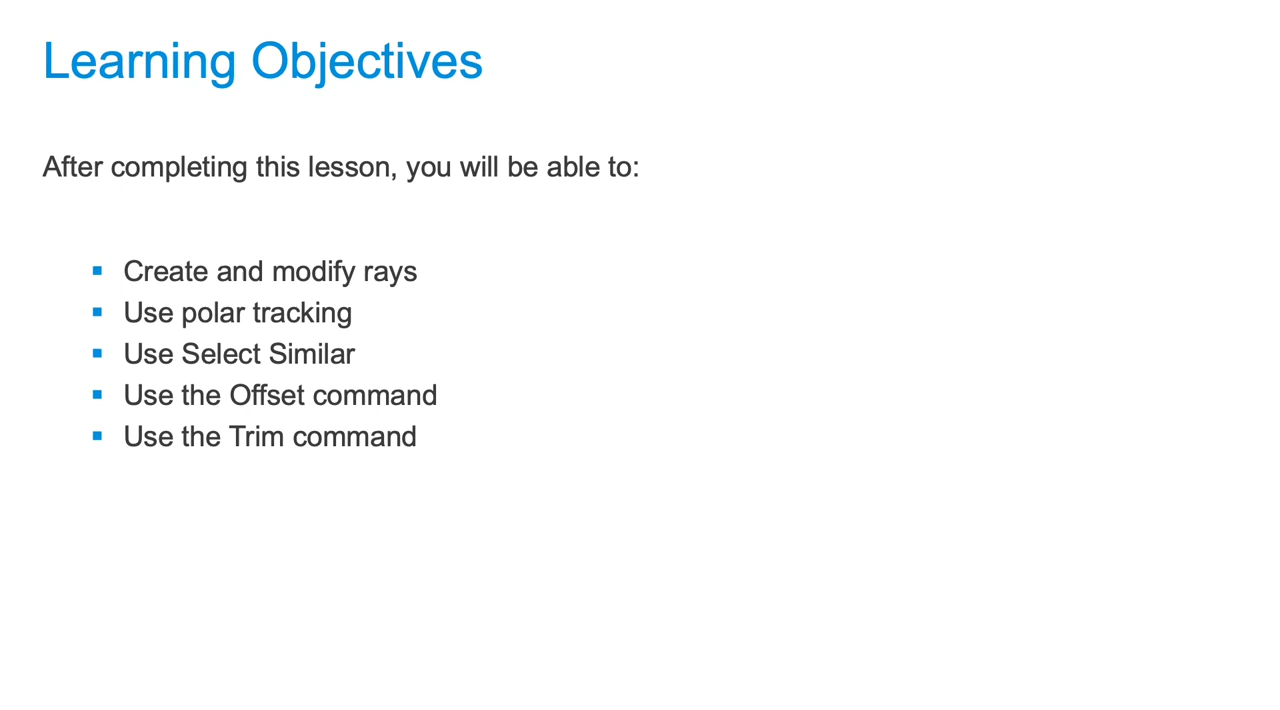 Learning Objectives
After completing this lesson, you will be able to:
▪ Create and modify rays
▪ Use polar tracking
▪ Use Select Similar
▪ Use the Offset command
▪ Use the Trim command